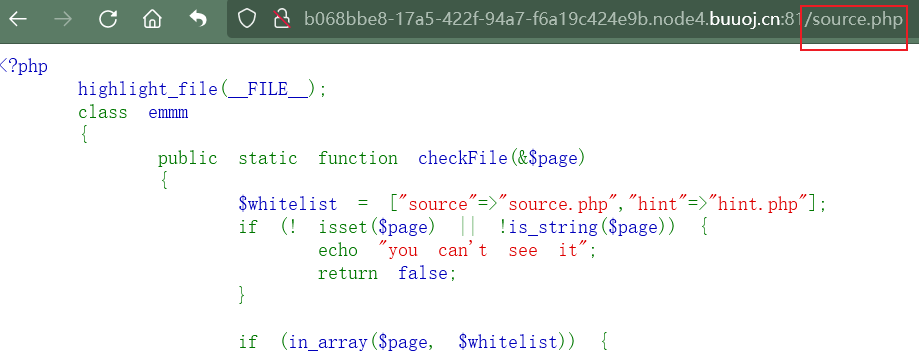 b068bbe8-17a5-422f-94a7-f6a19c424e9b.node4.buuoj.cn:81/source.php
<?php
highlight_file(__FILE__);
class emmm
{
public static function checkFile(&$page)
{
$whitelist = ["source"=>"source.php","hint"=>"hint.php"];
if (! isset($page) || !is_string($page)) {
echo "you can't see it";
return false;
}
if (in_array($page, $whitelist)) {